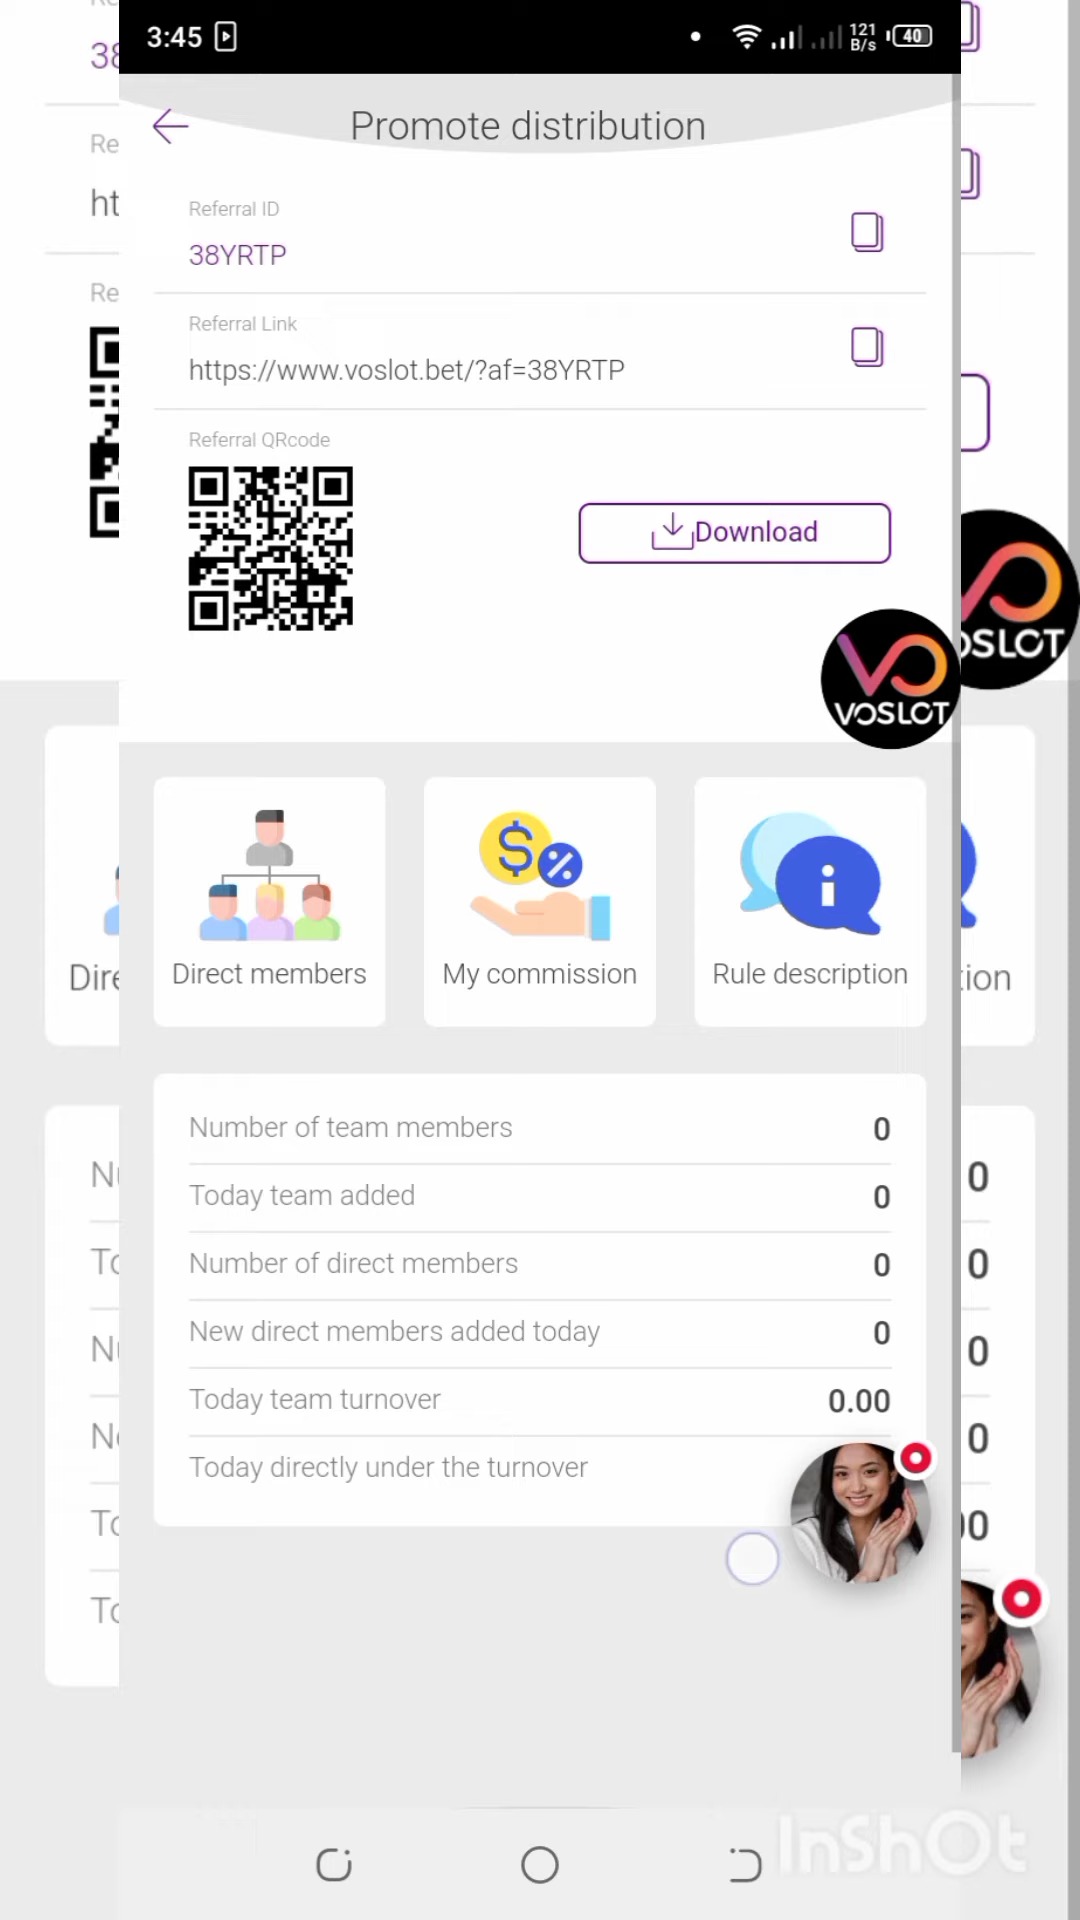 3:45
121
B/s
40
Promote distribution
Referral ID
38YRTP
Referral Link
https://www.voslot.bet/?af=38YRTP
Referral QRcode
Download
VOSLOT
Direct members
My commission
Rule description
Number of team members 0
Today team added 0
Number of direct members 0
New direct members added today 0
Today team turnover 0.00
Today directly under the turnover
InShOt